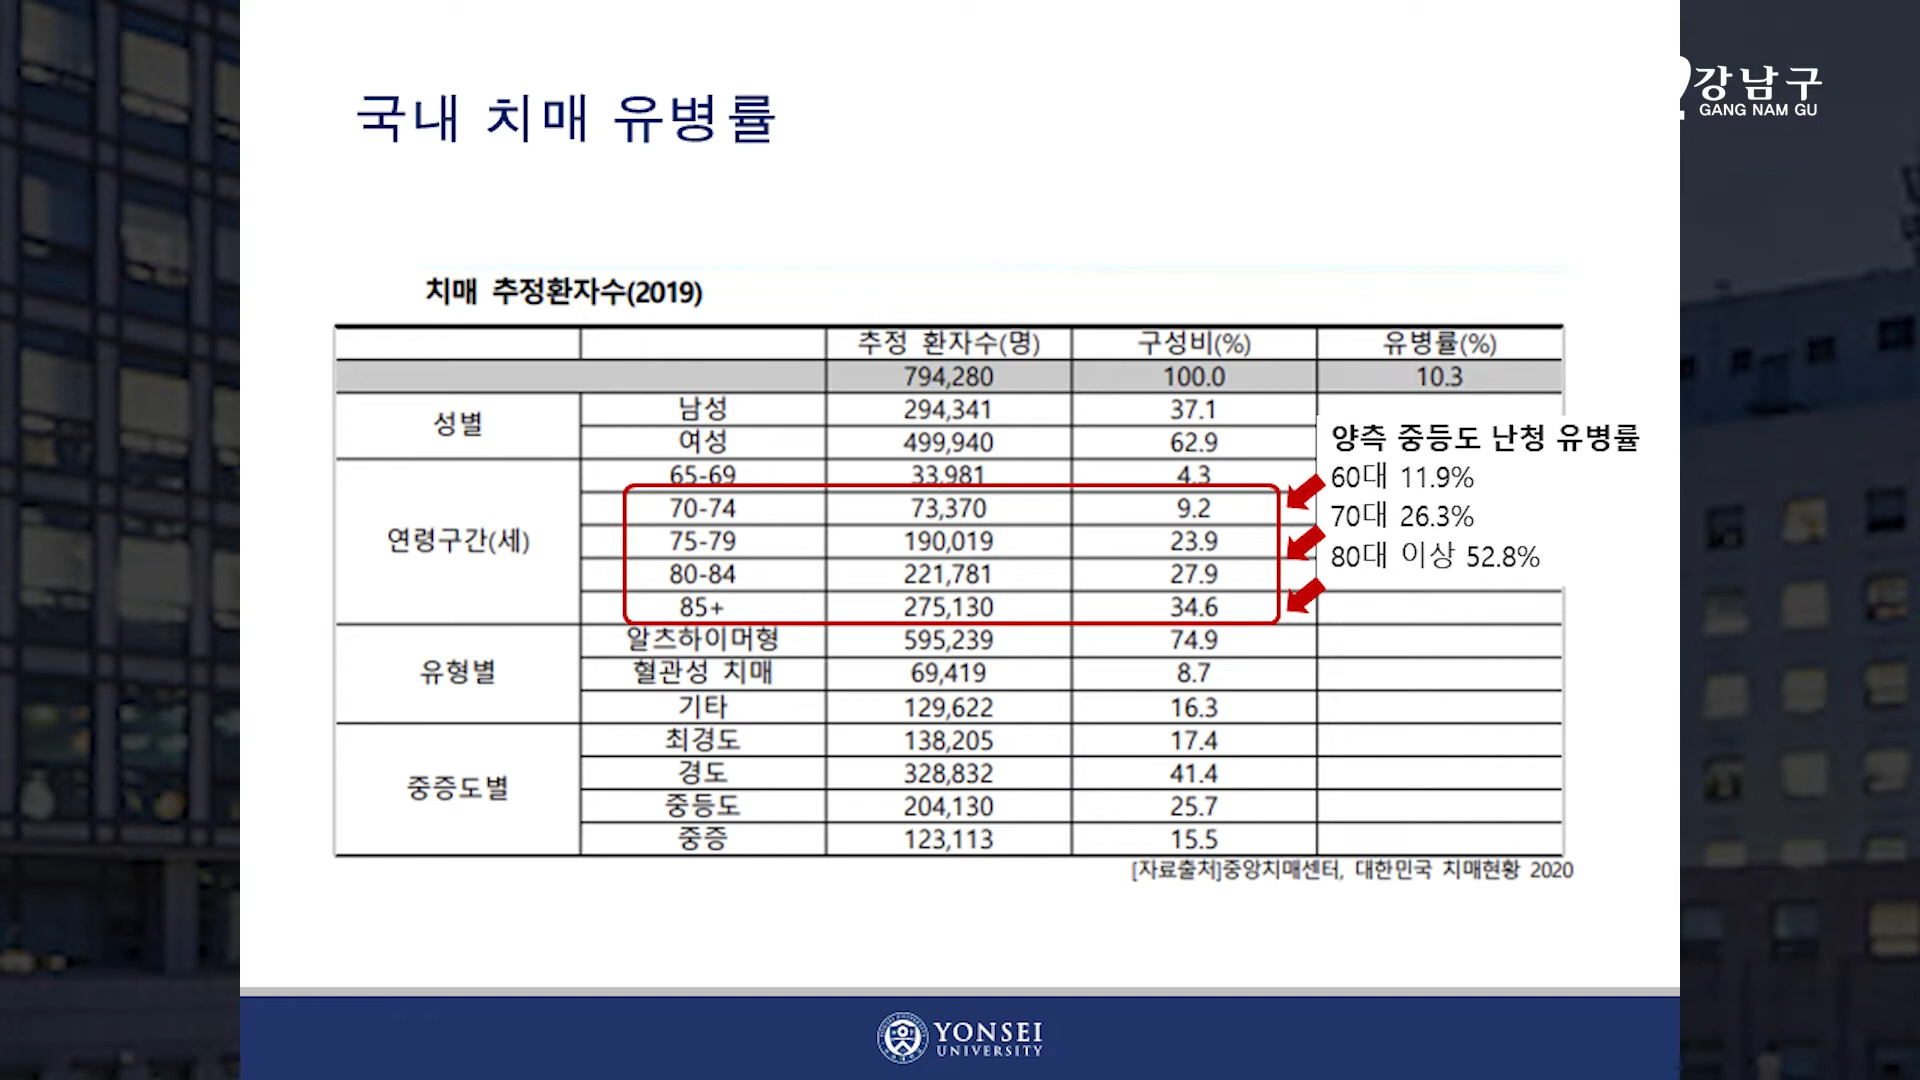 강남구
GANG NAM GU
국내 치매 유병률
치매 추정환자수(2019)
추정 환자수(명) 구성비(%) 유병률(%)
794,280 100.0 10.3
성별
남성 294,341 37.1
여성 499,940 62.9
연령구간(세)
65-69 33,981 4.3
70-74 73,370 9.2
75-79 190,019 23.9
80-84 221,781 27.9
85+ 275,130 34.6
양측 중등도 난청 유병률
60대 11.9%
70대 26.3%
80대 이상 52.8%
유형별
알츠하이머형 595,239 74.9
혈관성 치매 69,419 8.7
기타 129,622 16.3
중증도별
최경도 138,205 17.4
경도 328,832 41.4
중등도 204,130 25.7
중증 123,113 15.5
[자료출처]중앙치매센터, 대한민국 치매현황 2020
YONSEI
UNIVERSITY